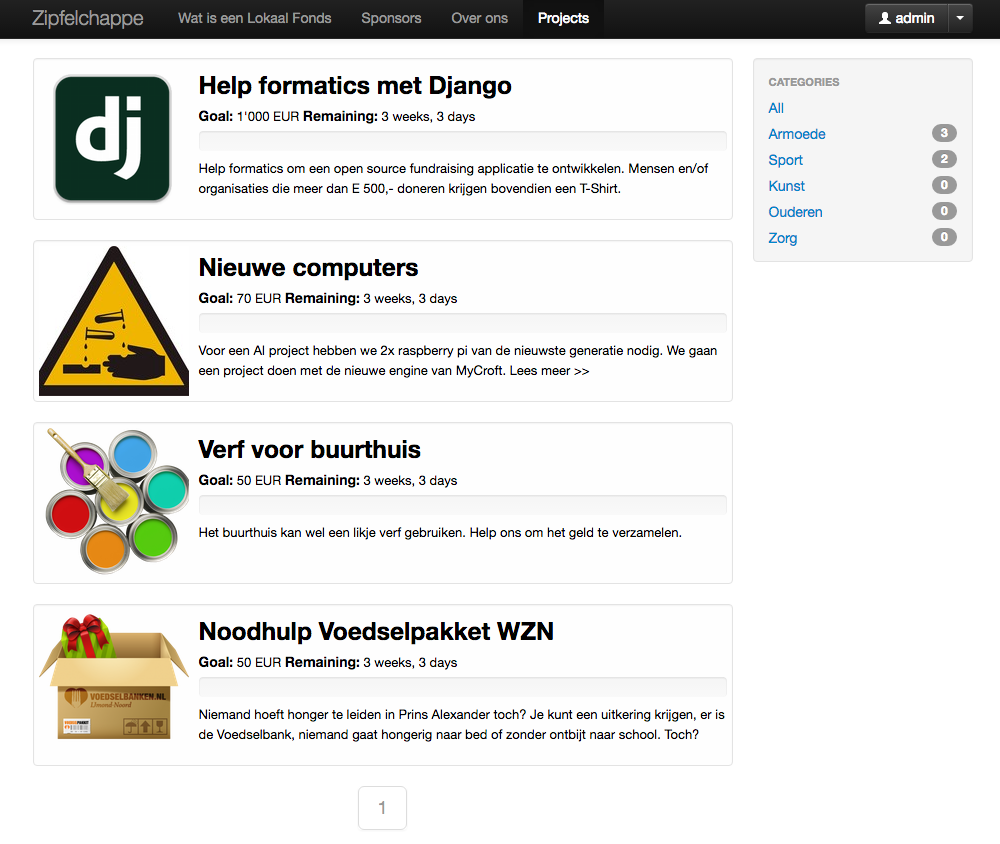 Zipfelchappe Wat is een Lokaal Fonds Sponsors Over ons Projects admin
dj
Help formatics met Django
Goal: 1'000 EUR Remaining: 3 weeks, 3 days
Help formatics om een open source fundraising applicatie te ontwikkelen. Mensen en/of
organisaties die meer dan E 500,- doneren krijgen bovendien een T-Shirt.
Nieuwe computers
Goal: 70 EUR Remaining: 3 weeks, 3 days
Voor een AI project hebben we 2x raspberry pi van de nieuwste generatie nodig. We gaan
een project doen met de nieuwe engine van MyCroft. Lees meer >>
Verf voor buurthuis
Goal: 50 EUR Remaining: 3 weeks, 3 days
Het buurthuis kan wel een likje verf gebruiken. Help ons om het geld te verzamelen.
Noodhulp Voedselpakket WZN
Goal: 50 EUR Remaining: 3 weeks, 3 days
Niemand hoeft honger te leiden in Prins Alexander toch? Je kunt een uitkering krijgen, er is
de Voedselbank, niemand gaat hongerig naar bed of zonder ontbijt naar school. Toch?
VOEDSELBANKEN.NL
IJmond-Noord
1
CATEGORIES
All
Armoede 3
Sport 2
Kunst 0
Ouderen 0
Zorg 0